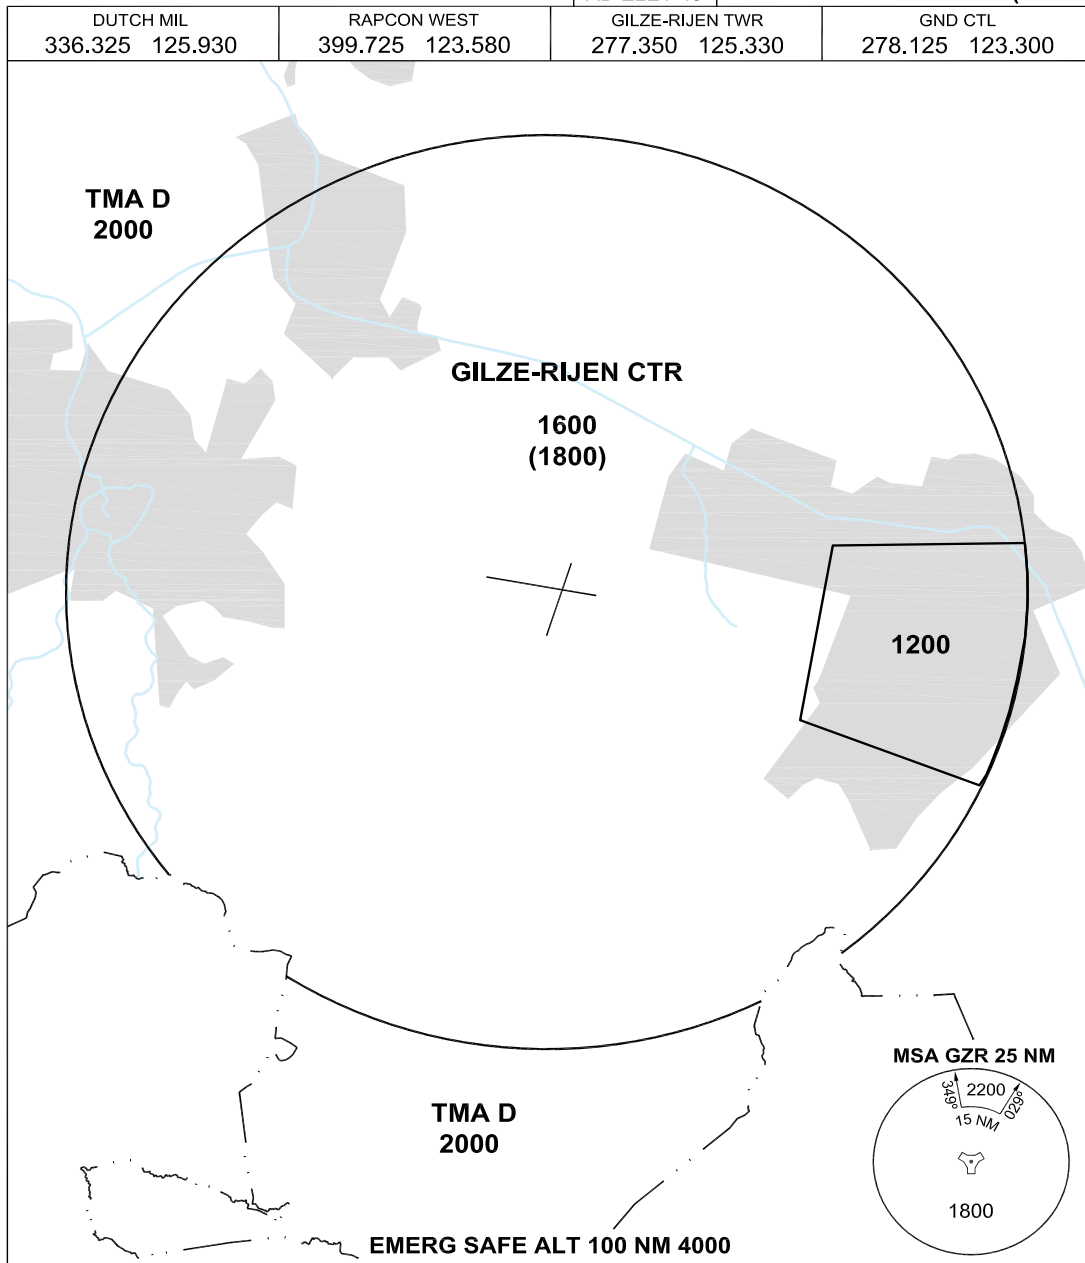 DUTCH MIL
336.325 125.930
RAPCON WEST
399.725 123.580
GILZE-RIJEN TWR
277.350 125.330
GND CTL
278.125 123.300
TMA D
2000
GILZE-RIJEN CTR
1600
(1800)
1200
MSA GZR 25 NM
349° 2200 029°
15 NM
1800
TMA D
2000
EMERG SAFE ALT 100 NM 4000